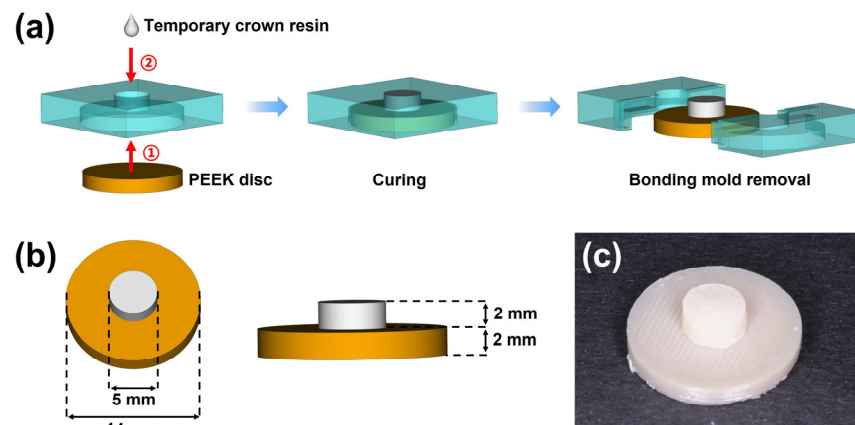 (a)
Temporary crown resin
②
①
PEEK disc
Curing
Bonding mold removal
(b)
(c)
2 mm
2 mm
5 mm